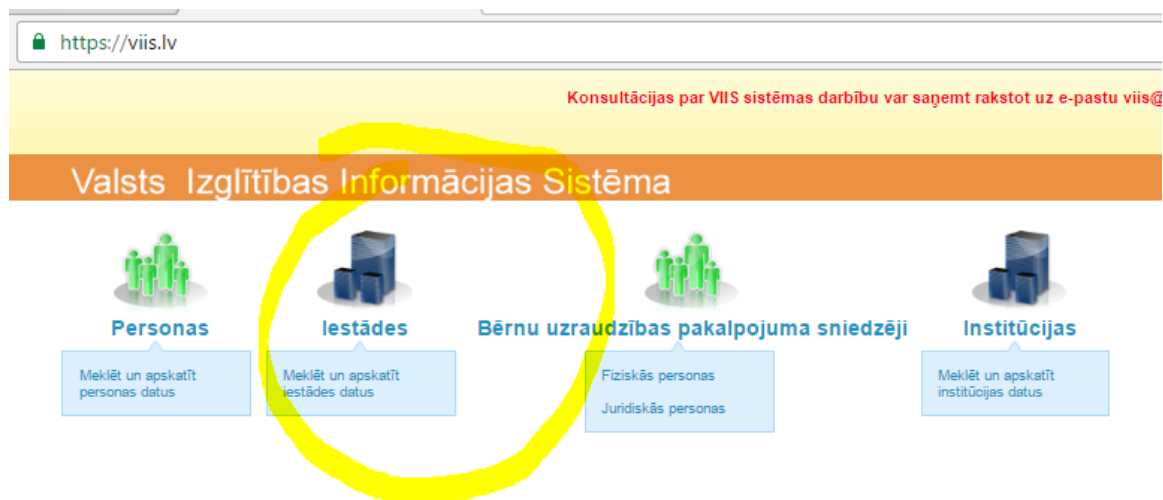 https://viis.lv
Konsultācijas par VIIS sistēmas darbību var saņemt rakstot uz e-pastu viis@
Valsts Izglītības Informācijas Sistēma
Personas
Meklēt un apskatīt
personas datus
Iestādes
Meklēt un apskatīt
iestādes datus
Bērnu uzraudzības pakalpojuma sniedzēji
Fiziskās personas
Juridiskās personas
Institūcijas
Meklēt un apskatīt
institūcijas datus